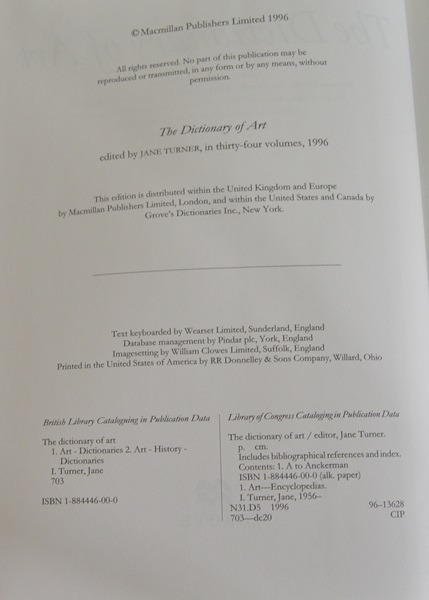 © Macmillan Publishers Limited 1996
All rights reserved. No part of this publication may be
reproduced or transmitted, in any form or by any means, without
permission.
The Dictionary of Art
edited by JANE TURNER, in thirty-four volumes, 1996
This edition is distributed within the United Kingdom and Europe
by Macmillan Publishers Limited, London, and within the United States and Canada by
Grove's Dictionaries Inc., New York.
Text keyboarded by Wearset Limited, Sunderland, England
Database management by Pindar plc, York, England
Imagesetting by William Clowes Limited, Suffolk, England
Printed in the United States of America by RR Donnelley & Sons Company, Willard, Ohio
British Library Cataloguing in Publication Data
The dictionary of art
1. Art - Dictionaries 2. Art - History -
Dictionaries
I. Turner, Jane
703
ISBN 1-884446-00-0
Library of Congress Cataloging in Publication Data
The dictionary of art / editor, Jane Turner.
p. cm.
Includes bibliographical references and index.
Contents: 1. A to Anckerman
ISBN 1-884446-00-0 (alk. paper)
1. Art—Encyclopedias.
I. Turner, Jane, 1956–
N31.D5 1996 96-13628
703—dc20 CIP